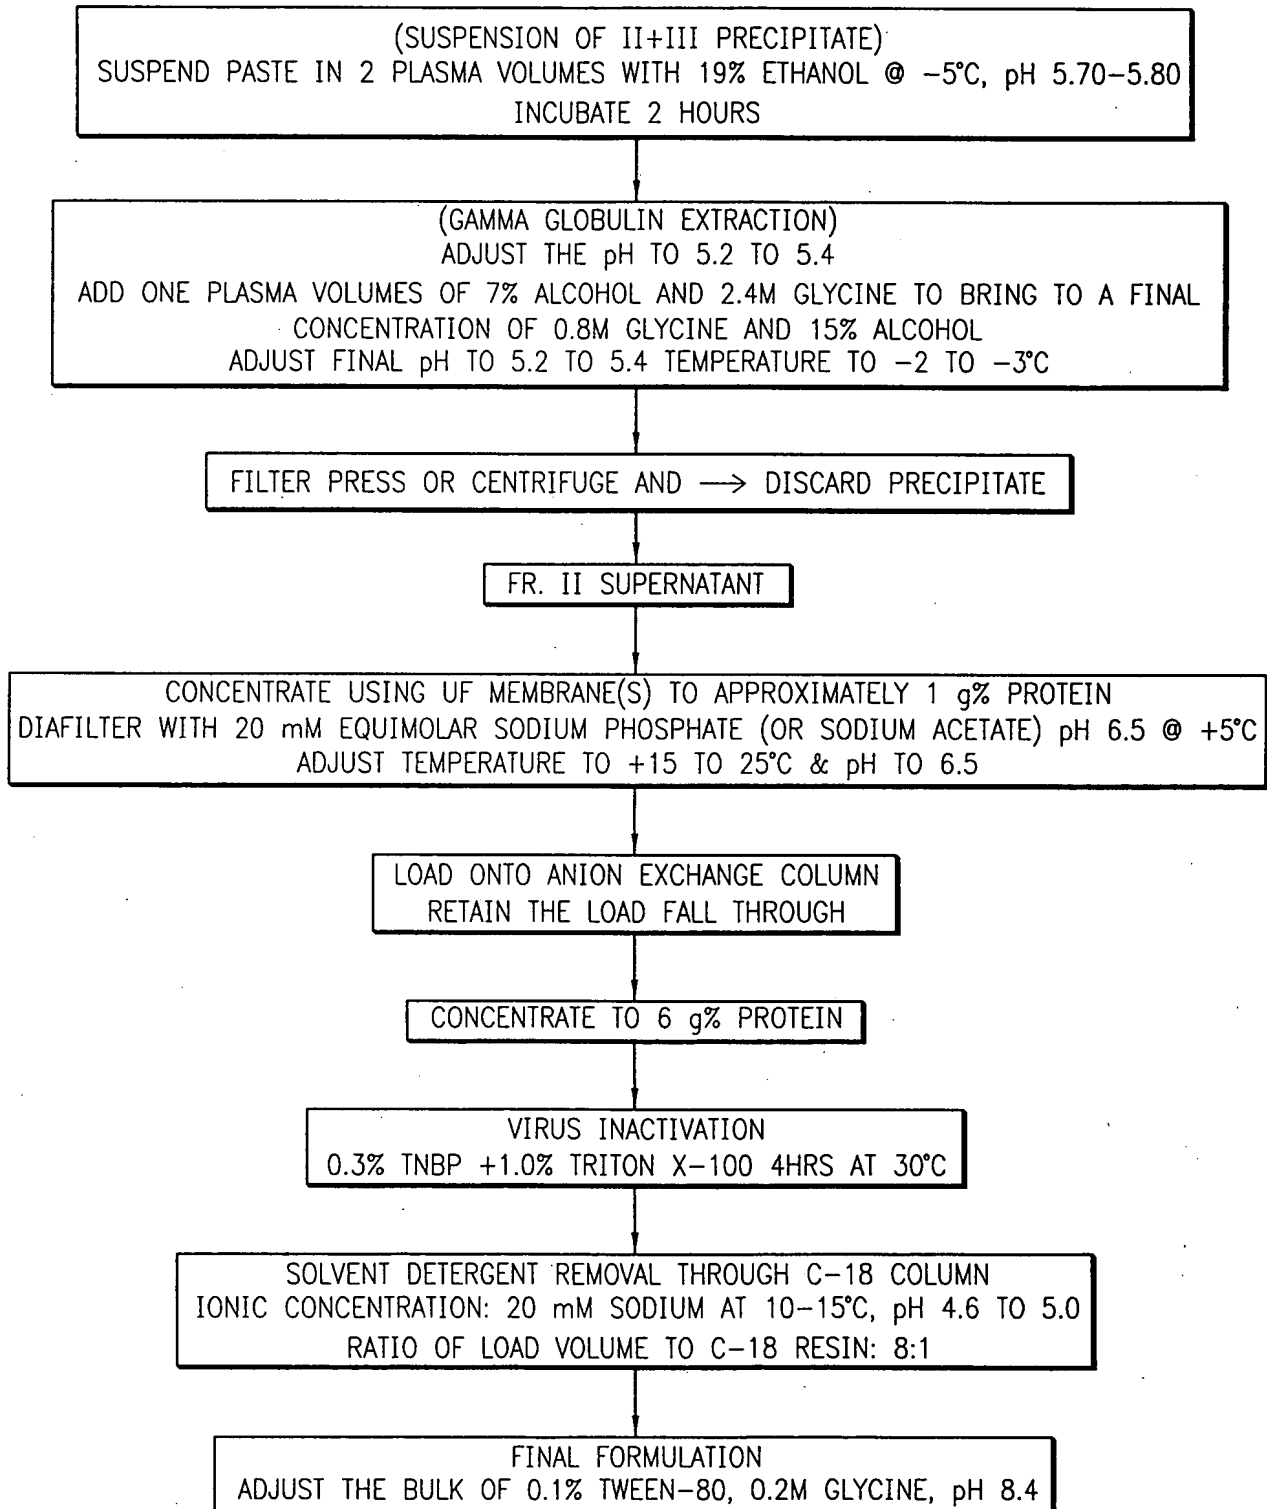 (SUSPENSION OF II+III PRECIPITATE)
SUSPEND PASTE IN 2 PLASMA VOLUMES WITH 19% ETHANOL @ −5°C, pH 5.70−5.80
INCUBATE 2 HOURS
(GAMMA GLOBULIN EXTRACTION)
ADJUST THE pH TO 5.2 TO 5.4
ADD ONE PLASMA VOLUMES OF 7% ALCOHOL AND 2.4M GLYCINE TO BRING TO A FINAL
CONCENTRATION OF 0.8M GLYCINE AND 15% ALCOHOL
ADJUST FINAL pH TO 5.2 TO 5.4 TEMPERATURE TO −2 TO −3°C
FILTER PRESS OR CENTRIFUGE AND → DISCARD PRECIPITATE
FR. II SUPERNATANT
CONCENTRATE USING UF MEMBRANE(S) TO APPROXIMATELY 1 g% PROTEIN
DIAFILTER WITH 20 mM EQUIMOLAR SODIUM PHOSPHATE (OR SODIUM ACETATE) pH 6.5 @ +5°C
ADJUST TEMPERATURE TO +15 TO 25°C & pH TO 6.5
LOAD ONTO ANION EXCHANGE COLUMN
RETAIN THE LOAD FALL THROUGH
CONCENTRATE TO 6 g% PROTEIN
VIRUS INACTIVATION
0.3% TNBP +1.0% TRITON X−100 4HRS AT 30°C
SOLVENT DETERGENT REMOVAL THROUGH C−18 COLUMN
IONIC CONCENTRATION: 20 mM SODIUM AT 10−15°C, pH 4.6 TO 5.0
RATIO OF LOAD VOLUME TO C−18 RESIN: 8:1
FINAL FORMULATION
ADJUST THE BULK OF 0.1% TWEEN−80, 0.2M GLYCINE, pH 8.4